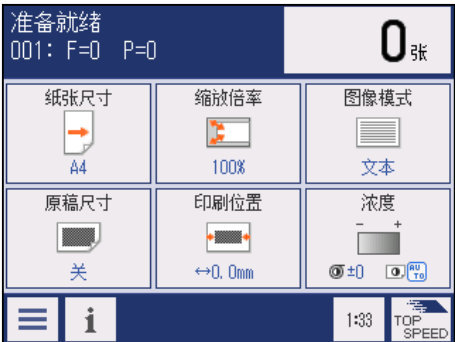 准备就绪
001: F=0 P=0
0张
纸张尺寸
A4
缩放倍率
100%
图像模式
文本
原稿尺寸
关
印刷位置
↔0.0mm
浓度
- +
±0 AUTO
i
1:33
TOP SPEED